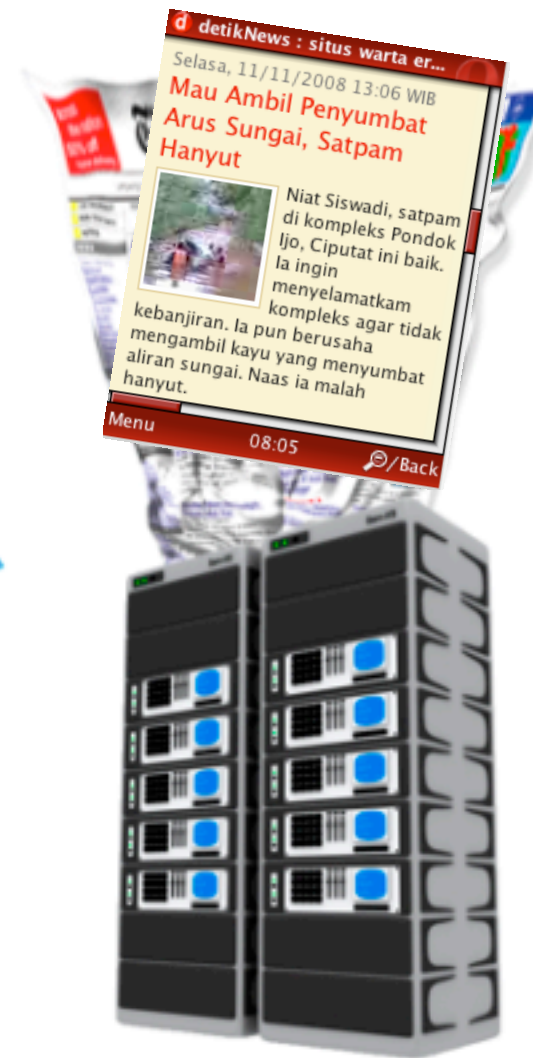 detikNews : situs warta er...
Selasa, 11/11/2008 13:06 WIB
Mau Ambil Penyumbat
Arus Sungai, Satpam
Hanyut
Niat Siswadi, satpam
di kompleks Pondok
Ijo, Ciputat ini baik.
Ia ingin
menyelamatkam
kompleks agar tidak
kebanjiran. Ia pun berusaha
mengambil kayu yang menyumbat
aliran sungai. Naas ia malah
hanyut.
Menu
08:05
/Back